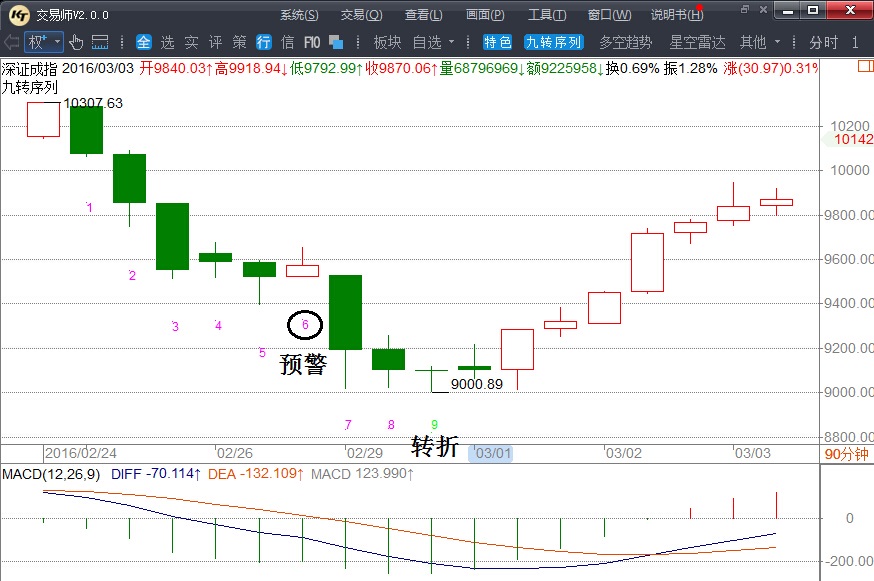 交易师V2.0.0 系统(S) 交易(Q) 查看(L) 画面(P) 工具(T) 窗口(W) 说明书(H)
权 全 选 实 评 策 行 信 F10 板块 自选 特色 九转序列 多空趋势 星空雷达 其他 分时 1
深证成指 2016/03/03 开9840.03↑高9918.94↓低9792.99↑收9870.06↑量68796969↓额9225958↓换0.69% 振1.28% 涨(30.97)0.31%
九转序列
10307.63
10200
10142
10000
9800.00
9600.00
9400.00
9200.00
9000.00
8800.00
1
2
3 4
5
6
预警
9000.89
7 8 9
转折
2016/02/24 02/26 02/29 03/01 03/02 03/03 90分钟
MACD(12,26,9) DIFF -70.114↑ DEA -132.109↑ MACD 123.990↑
0
-200.00